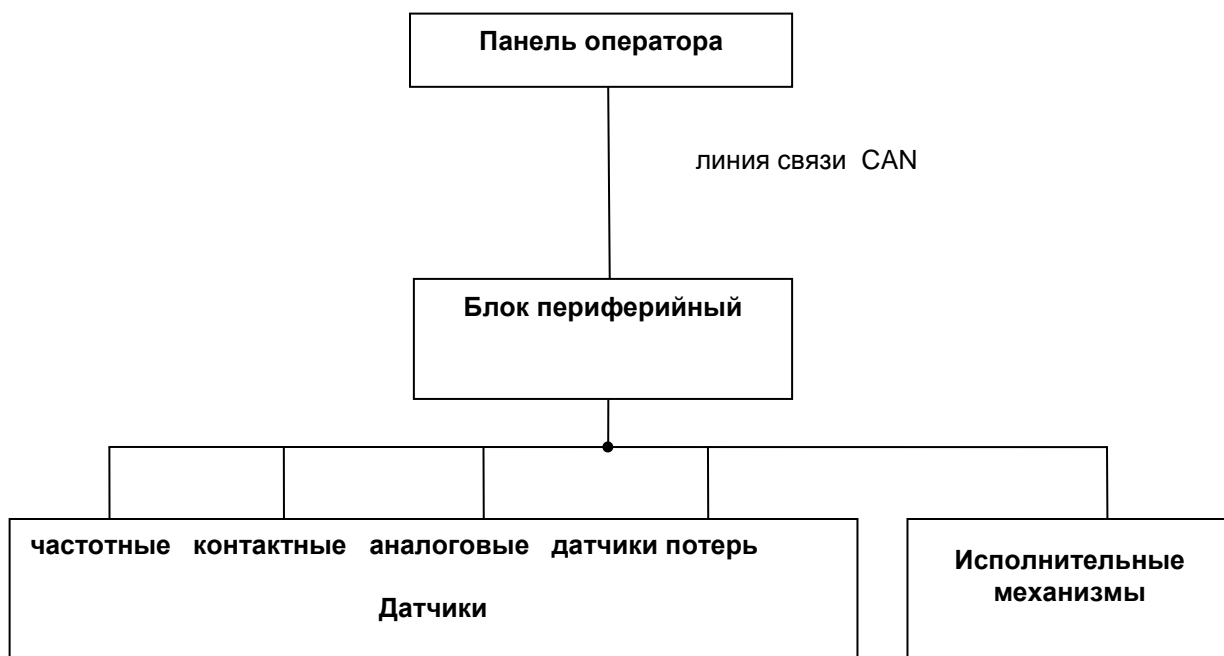 Панель оператора
линия связи CAN
Блок периферийный
частотные контактные аналоговые датчики потерь
Датчики
Исполнительные
механизмы